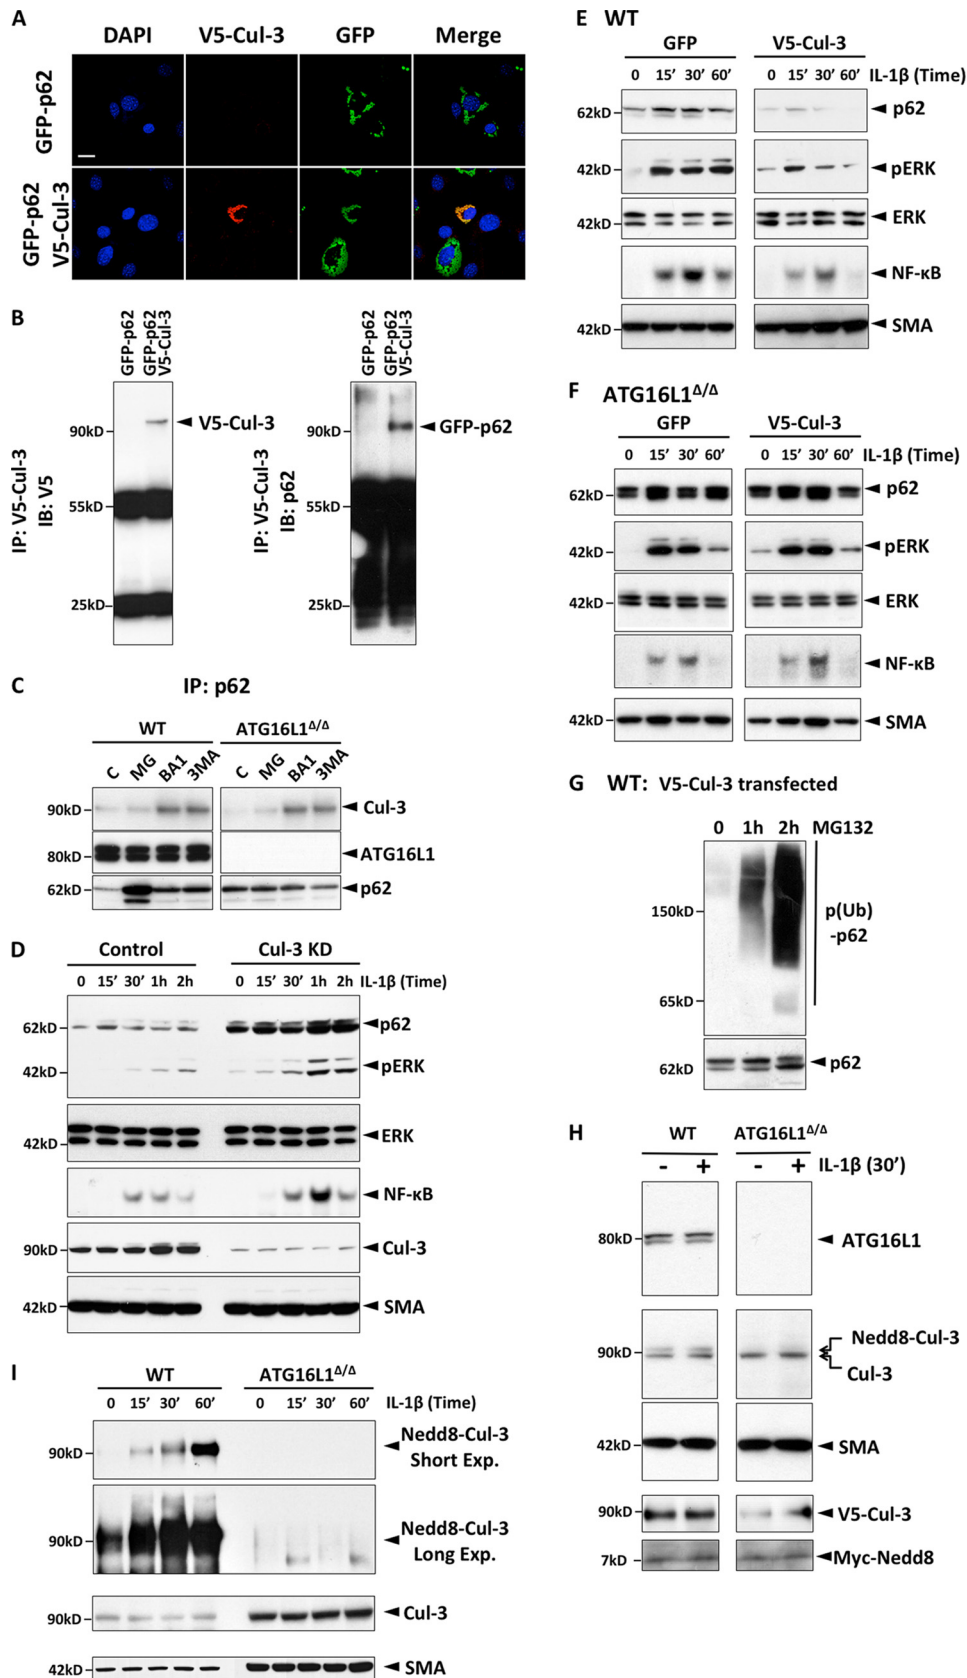 A
DAPI V5-Cul-3 GFP Merge
GFP-p62
GFP-p62
V5-Cul-3
B
GFP-p62
GFP-p62
V5-Cul-3
IP: V5-Cul-3
IB: V5
90kD
55kD
25kD
V5-Cul-3
GFP-p62
GFP-p62
V5-Cul-3
IP: V5-Cul-3
IB: p62
90kD
55kD
25kD
GFP-p62
C
IP: p62
WT ATG16L1Δ/Δ
C MG BA1 3MA C MG BA1 3MA
90kD Cul-3
80kD ATG16L1
62kD p62
D
Control Cul-3 KD
0 15' 30' 1h 2h 0 15' 30' 1h 2h IL-1β (Time)
62kD p62
42kD pERK
42kD ERK
NF-κB
90kD Cul-3
42kD SMA
E WT
GFP V5-Cul-3
0 15' 30' 60' 0 15' 30' 60' IL-1β (Time)
62kD p62
42kD pERK
42kD ERK
NF-κB
42kD SMA
F ATG16L1Δ/Δ
GFP V5-Cul-3
0 15' 30' 60' 0 15' 30' 60' IL-1β (Time)
62kD p62
42kD pERK
42kD ERK
NF-κB
42kD SMA
G WT: V5-Cul-3 transfected
0 1h 2h MG132
150kD
65kD
p(Ub)
-p62
62kD p62
H
WT ATG16L1Δ/Δ
- + - + IL-1β (30')
80kD ATG16L1
90kD
Nedd8-Cul-3
Cul-3
42kD SMA
90kD V5-Cul-3
7kD Myc-Nedd8
I
WT ATG16L1Δ/Δ
0 15' 30' 60' 0 15' 30' 60' IL-1β (Time)
90kD Nedd8-Cul-3
Short Exp.
90kD Nedd8-Cul-3
Long Exp.
90kD Cul-3
42kD SMA